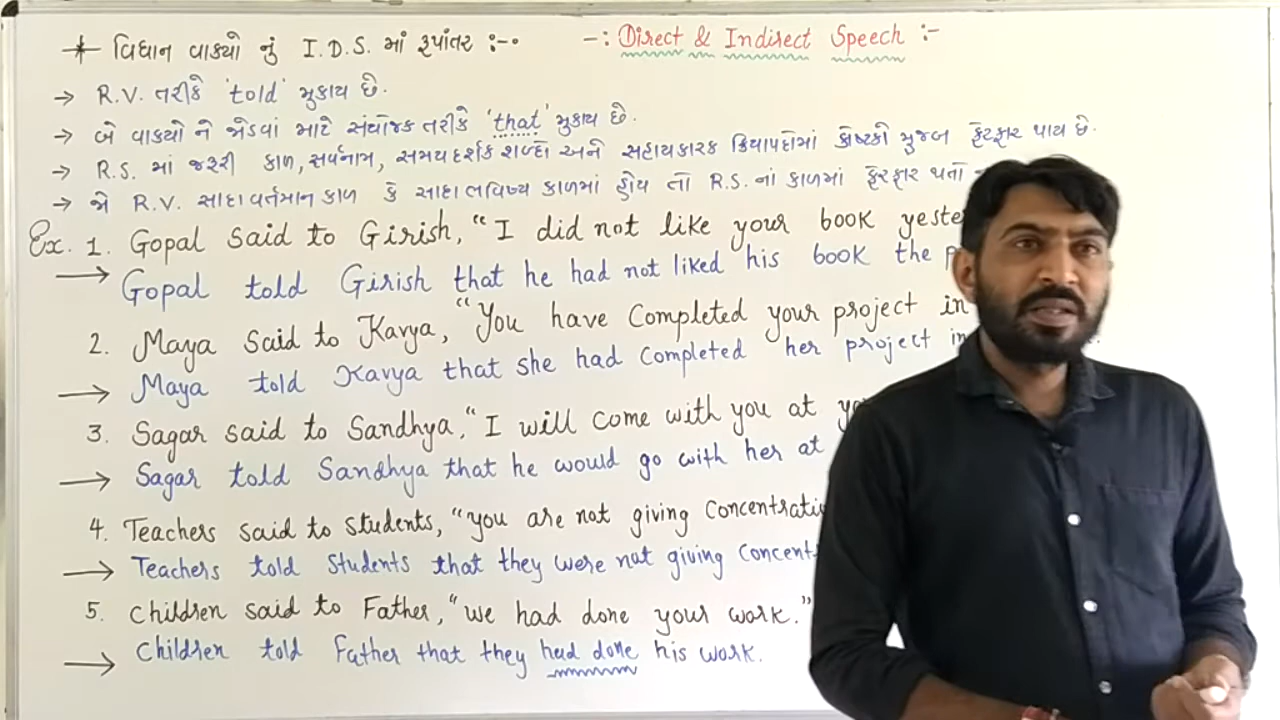 * વિધાન વાક્યો નું I.D.S. માં રૂપાંતર :-
-: Direct & Indirect Speech :-
→ R.V. તરીકે 'told' મુકાય છે.
→ બે વાક્યો ને જોડવાં માટે સંયોજક તરીકે 'that' મુકાય છે.
→ R.S. માં જરૂરી કાળ, સર્વનામ, સમયદર્શક શબ્દો અને સહાયકારક ક્રિયાપદોમાં કોષ્ટકો મુજબ ફેરફાર થાય છે.
→ જો R.V. સાદા વર્તમાન કાળ કે સાદા ભવિષ્ય કાળમાં હોય તો R.S. નાં કાળમાં ફેરફાર થતો
Ex. 1. Gopal said to Girish, "I did not like your book
→ Gopal told Girish that he had not liked his book the
2. Maya said to Kavya, "You have completed your project in
→ Maya told Kavya that she had completed her project in
3. Sagar said to Sandhya, "I will come with you at
→ Sagar told Sandhya that he would go with her at
4. Teachers said to students, "you are not giving
→ Teachers told students that they were not giving
5. children said to Father, "we had done your work."
→ children told Father that they had done his work.